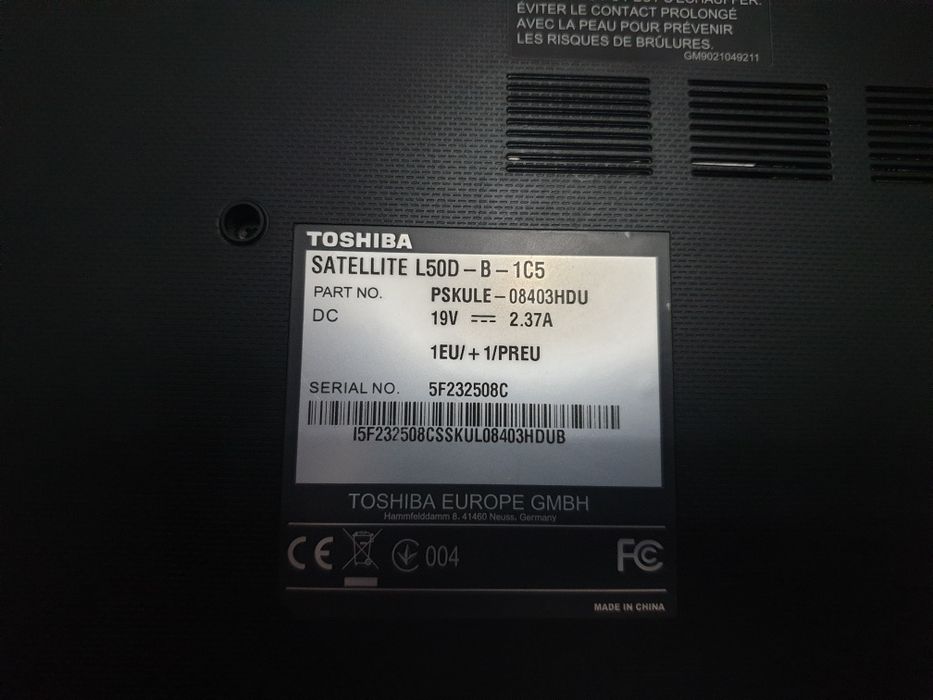 ÉVITER LE CONTACT PROLONGÉ
AVEC LA PEAU POUR PRÉVENIR
LES RISQUES DE BRÛLURES.
GM9021049211
TOSHIBA
SATELLITE L50D-B-1C5
PART NO. PSKULE-08403HDU
DC 19V ⎓ 2.37A
1EU/+1/PREU
SERIAL NO. 5F232508C
I5F232508CSSKUL08403HDUB
TOSHIBA EUROPE GMBH
Hammfelddamm 8, 41460 Neuss, Germany
CE 004 FC
MADE IN CHINA